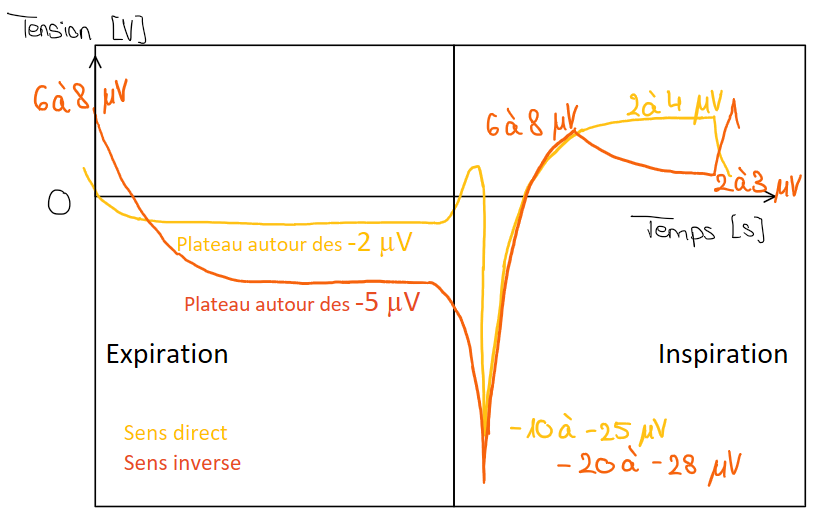 Tension [V]
6 à 8 μV
6 à 8 μV
2 à 4 μV
2 à 3 μV
0
Temps [s]
Plateau autour des -2 μV
Plateau autour des -5 μV
Expiration
Inspiration
Sens direct
Sens inverse
-10 à -25 μV
-20 à -28 μV